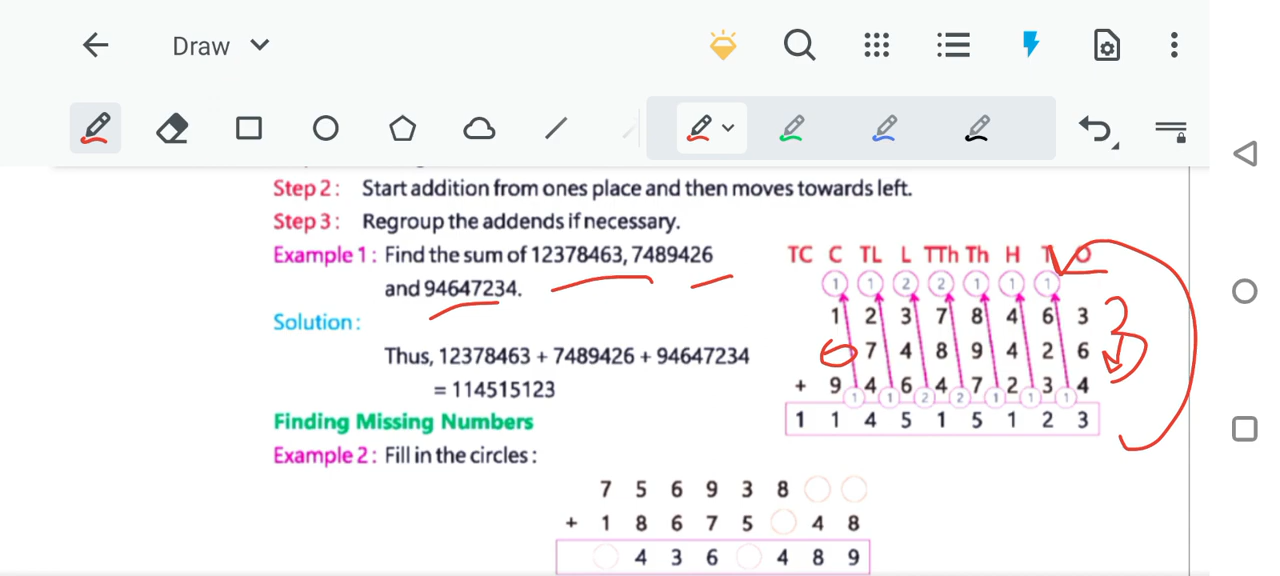 Draw
Step 2 : Start addition from ones place and then moves towards left.
Step 3 : Regroup the addends if necessary.
Example 1 : Find the sum of 12378463, 7489426
and 94647234.
Solution :
Thus, 12378463 + 7489426 + 94647234
= 114515123
TC C TL L TTh Th H T O
1 1 2 2 1 1 1
1 2 3 7 8 4 6 3
0 7 4 8 9 4 2 6
+ 9 4 6 4 7 2 3 4
1 1 2 2 1 1 1
1 1 4 5 1 5 1 2 3
3
Finding Missing Numbers
Example 2 : Fill in the circles :
7 5 6 9 3 8 ○ ○
+ 1 8 6 7 5 ○ 4 8
○ 4 3 6 ○ 4 8 9